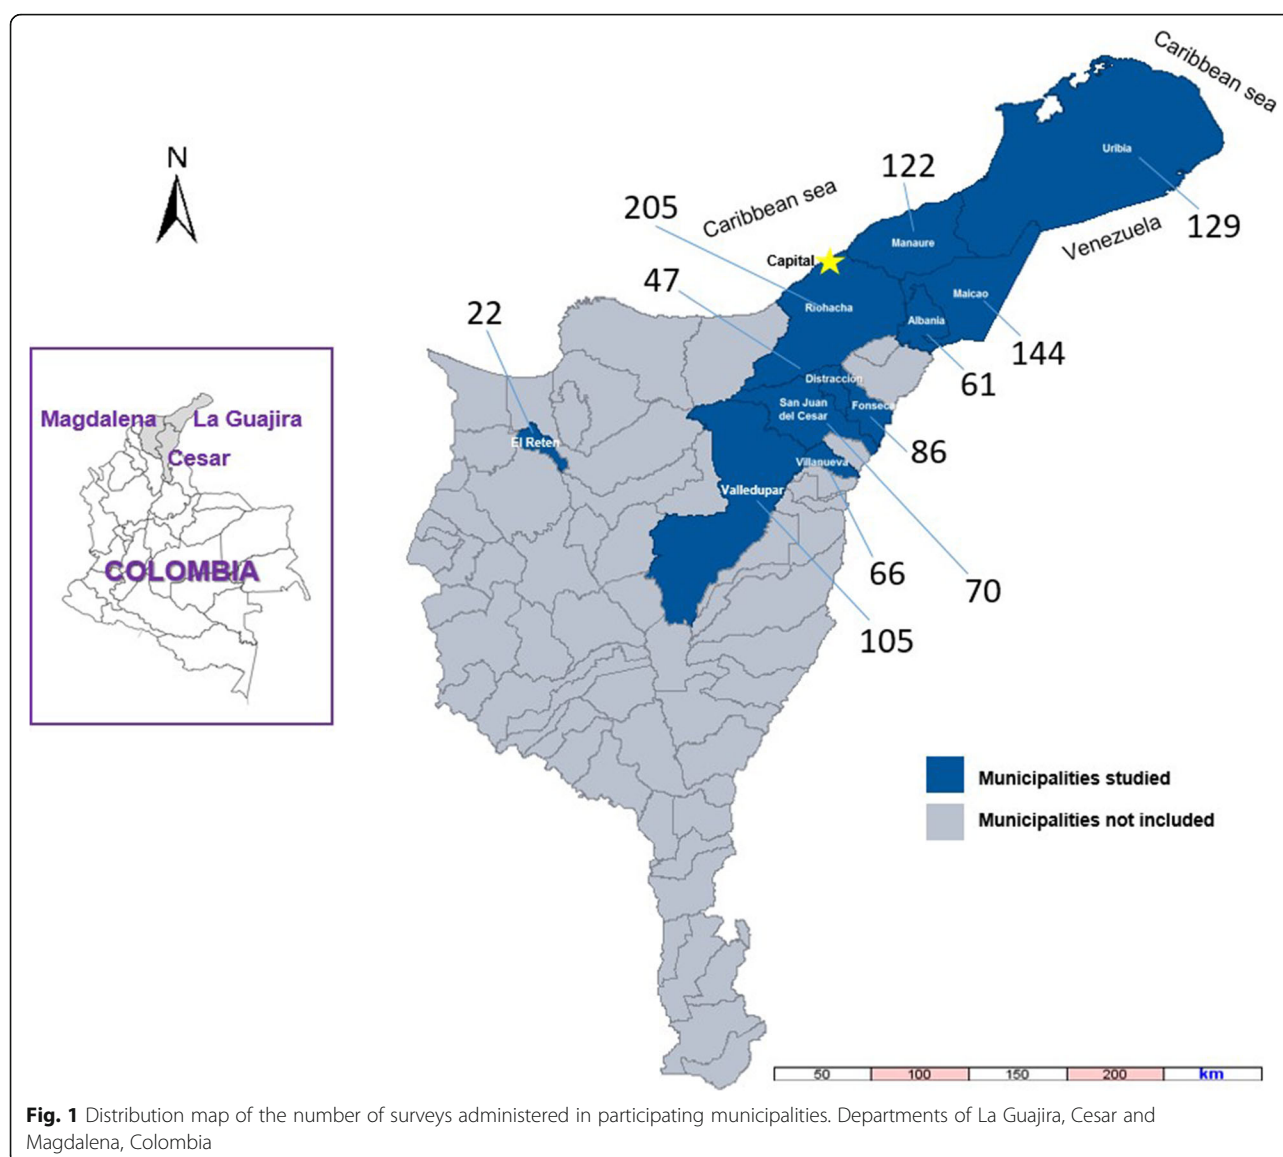 Caribbean sea
N
Uribia
122
205
Caribbean sea
129
Manaure
Venezuela
Capital
47
Maicao
Riohacha
22
Albania
144
61
Distracción
Magdalena
La Guajira
San Juan
del Cesar
Fonseca
El Reten
86
Cesar
Villanueva
Valledupar
COLOMBIA
66
70
105
Municipalities studied
Municipalities not included
50 100 150 200 km
Fig. 1 Distribution map of the number of surveys administered in participating municipalities. Departments of La Guajira, Cesar and
Magdalena, Colombia